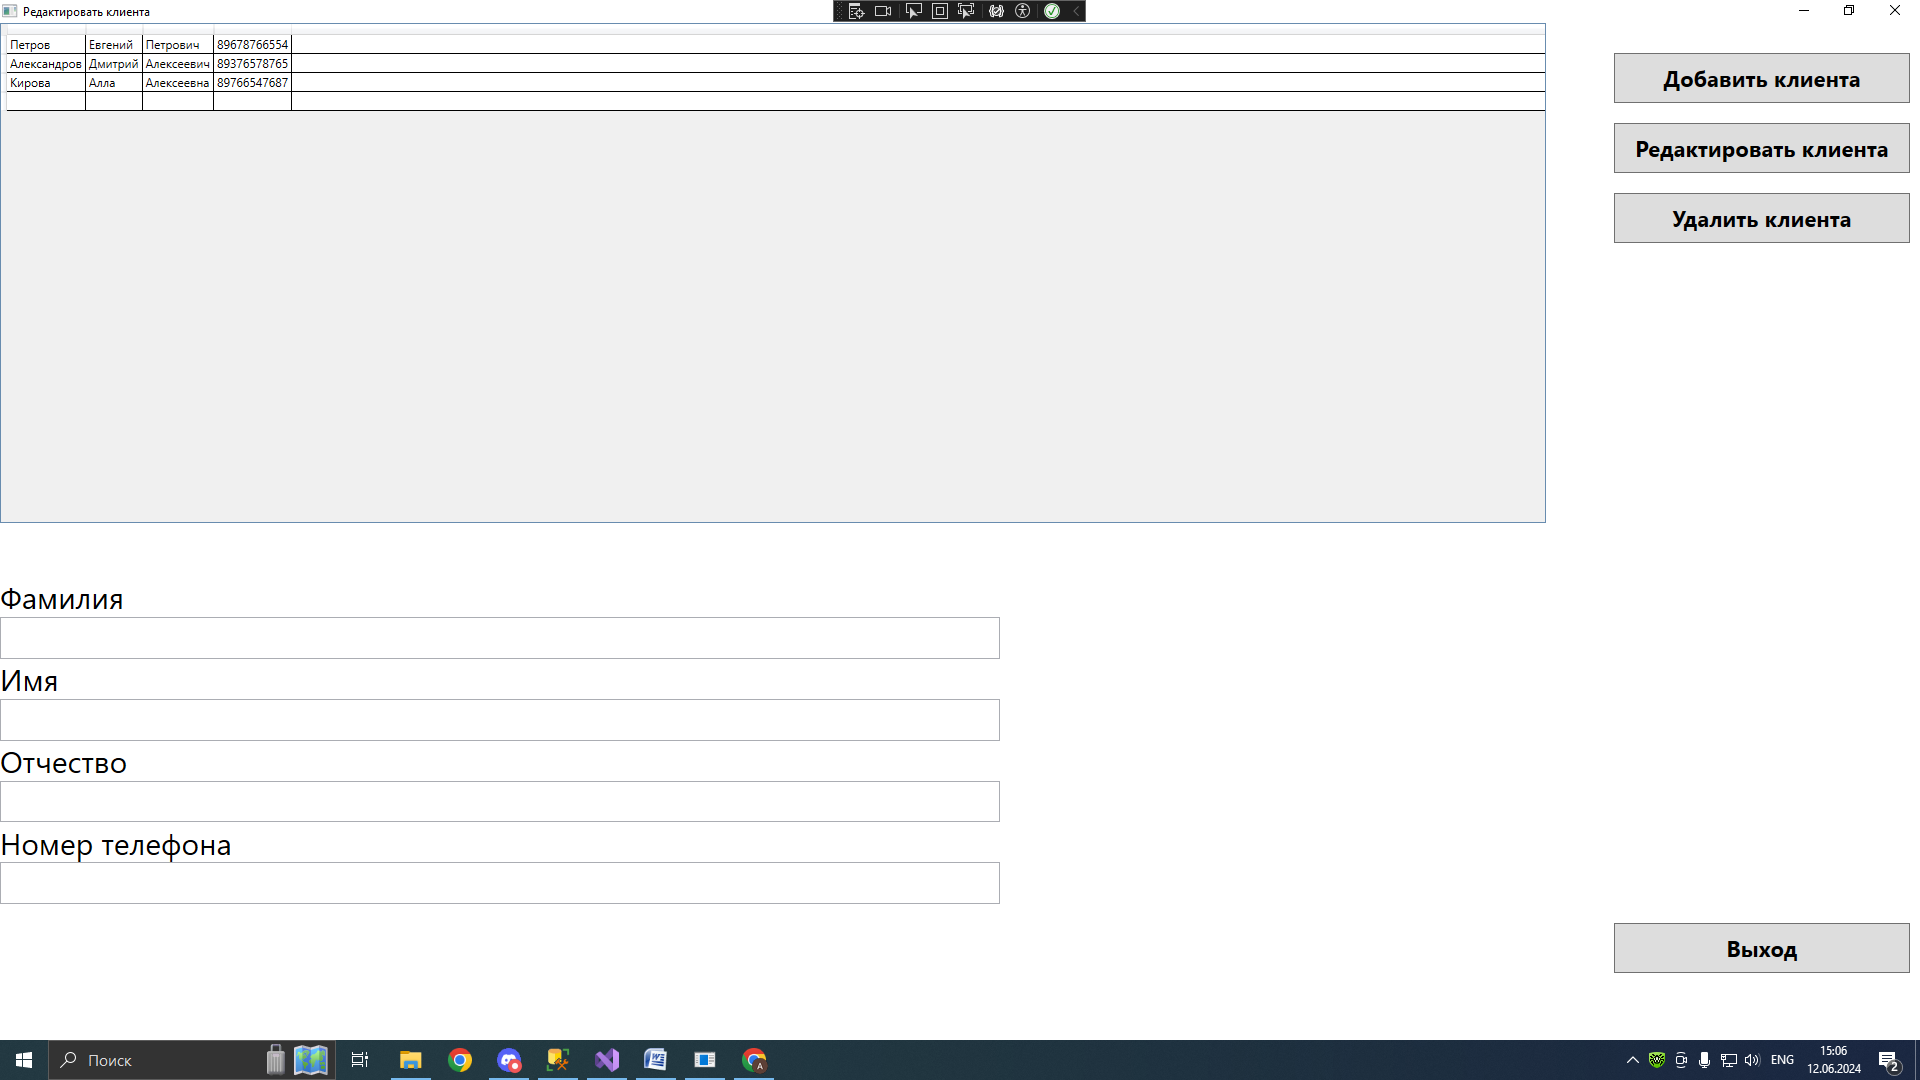 Редактировать клиента
Петров Евгений Петрович 89678766554
Александров Дмитрий Алексеевич 89376578765
Кирова Алла Алексеевна 89766547687
Добавить клиента
Редактировать клиента
Удалить клиента
Фамилия
Имя
Отчество
Номер телефона
Выход
Поиск
ENG
15:06
12.06.2024
2